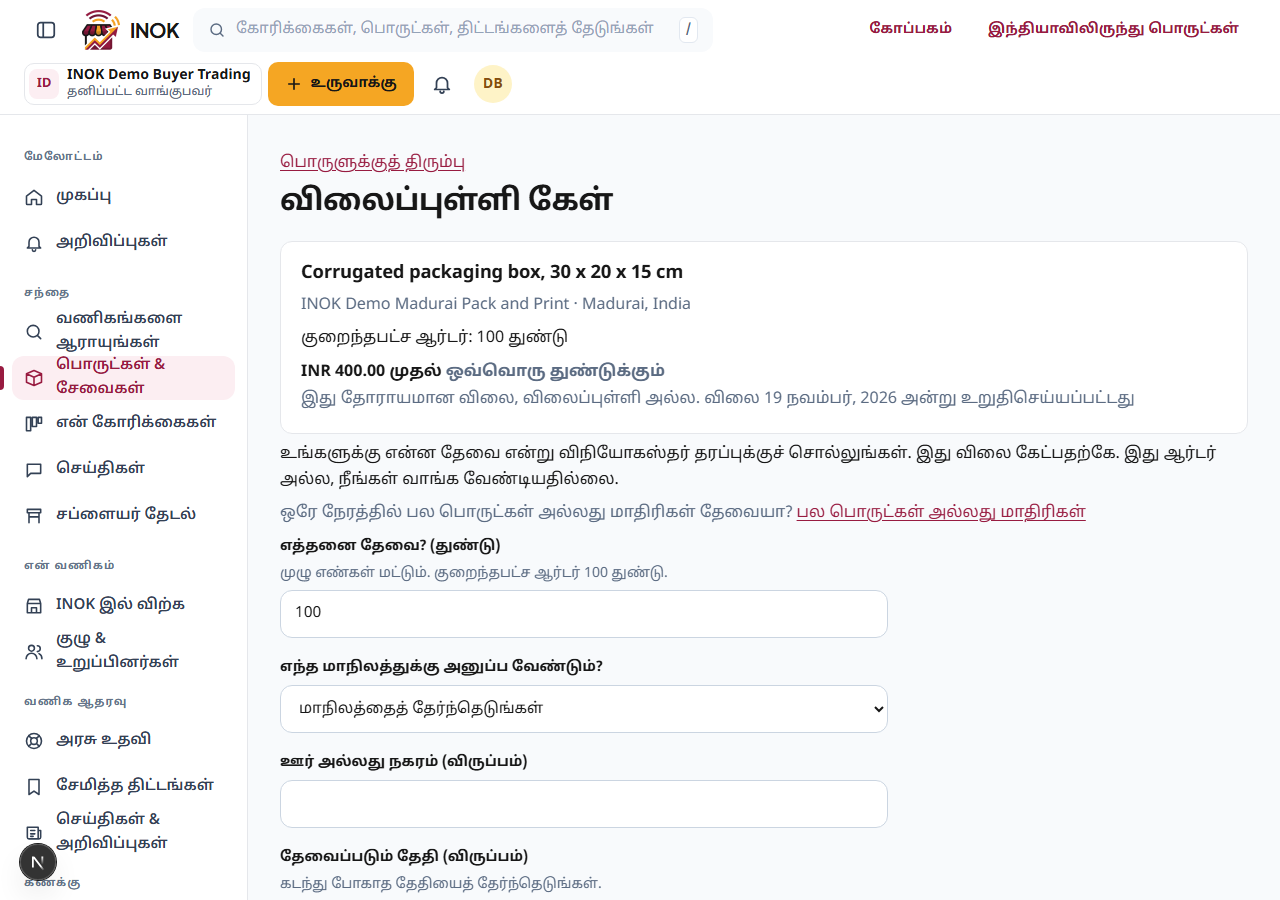 INOK
கோரிக்கைகள், பொருட்கள், திட்டங்களைத் தேடுங்கள்
/
கோப்பகம்
இந்தியாவிலிருந்து பொருட்கள்
ID
INOK Demo Buyer Trading
தனிப்பட்ட வாங்குபவர்
+ உருவாக்கு
DB
மேலோட்டம்
முகப்பு
அறிவிப்புகள்
சந்தை
வணிகங்களை
ஆராயுங்கள்
பொருட்கள் &
சேவைகள்
என் கோரிக்கைகள்
செய்திகள்
சப்ளையர் தேடல்
என் வணிகம்
INOK இல் விற்க
குழு &
உறுப்பினர்கள்
வணிக ஆதரவு
அரசு உதவி
சேமித்த திட்டங்கள்
செய்திகள் &
அறிவிப்புகள்
N
கணக்கு
பொருளுக்குத் திரும்பு
விலைப்புள்ளி கேள்
Corrugated packaging box, 30 x 20 x 15 cm
INOK Demo Madurai Pack and Print · Madurai, India
குறைந்தபட்ச ஆர்டர்: 100 துண்டு
INR 400.00 முதல் ஒவ்வொரு துண்டுக்கும்
இது தோராயமான விலை, விலைப்புள்ளி அல்ல. விலை 19 நவம்பர், 2026 அன்று உறுதிசெய்யப்பட்டது
உங்களுக்கு என்ன தேவை என்று விநியோகஸ்தர் தரப்புக்குச் சொல்லுங்கள். இது விலை கேட்பதற்கே. இது ஆர்டர்
அல்ல, நீங்கள் வாங்க வேண்டியதில்லை.
ஒரே நேரத்தில் பல பொருட்கள் அல்லது மாதிரிகள் தேவையா? பல பொருட்கள் அல்லது மாதிரிகள்
எத்தனை தேவை? (துண்டு)
முழு எண்கள் மட்டும். குறைந்தபட்ச ஆர்டர் 100 துண்டு.
100
எந்த மாநிலத்துக்கு அனுப்ப வேண்டும்?
மாநிலத்தைத் தேர்ந்தெடுங்கள்
ஊர் அல்லது நகரம் (விருப்பம்)
தேவைப்படும் தேதி (விருப்பம்)
கடந்து போகாத தேதியைத் தேர்ந்தெடுங்கள்.